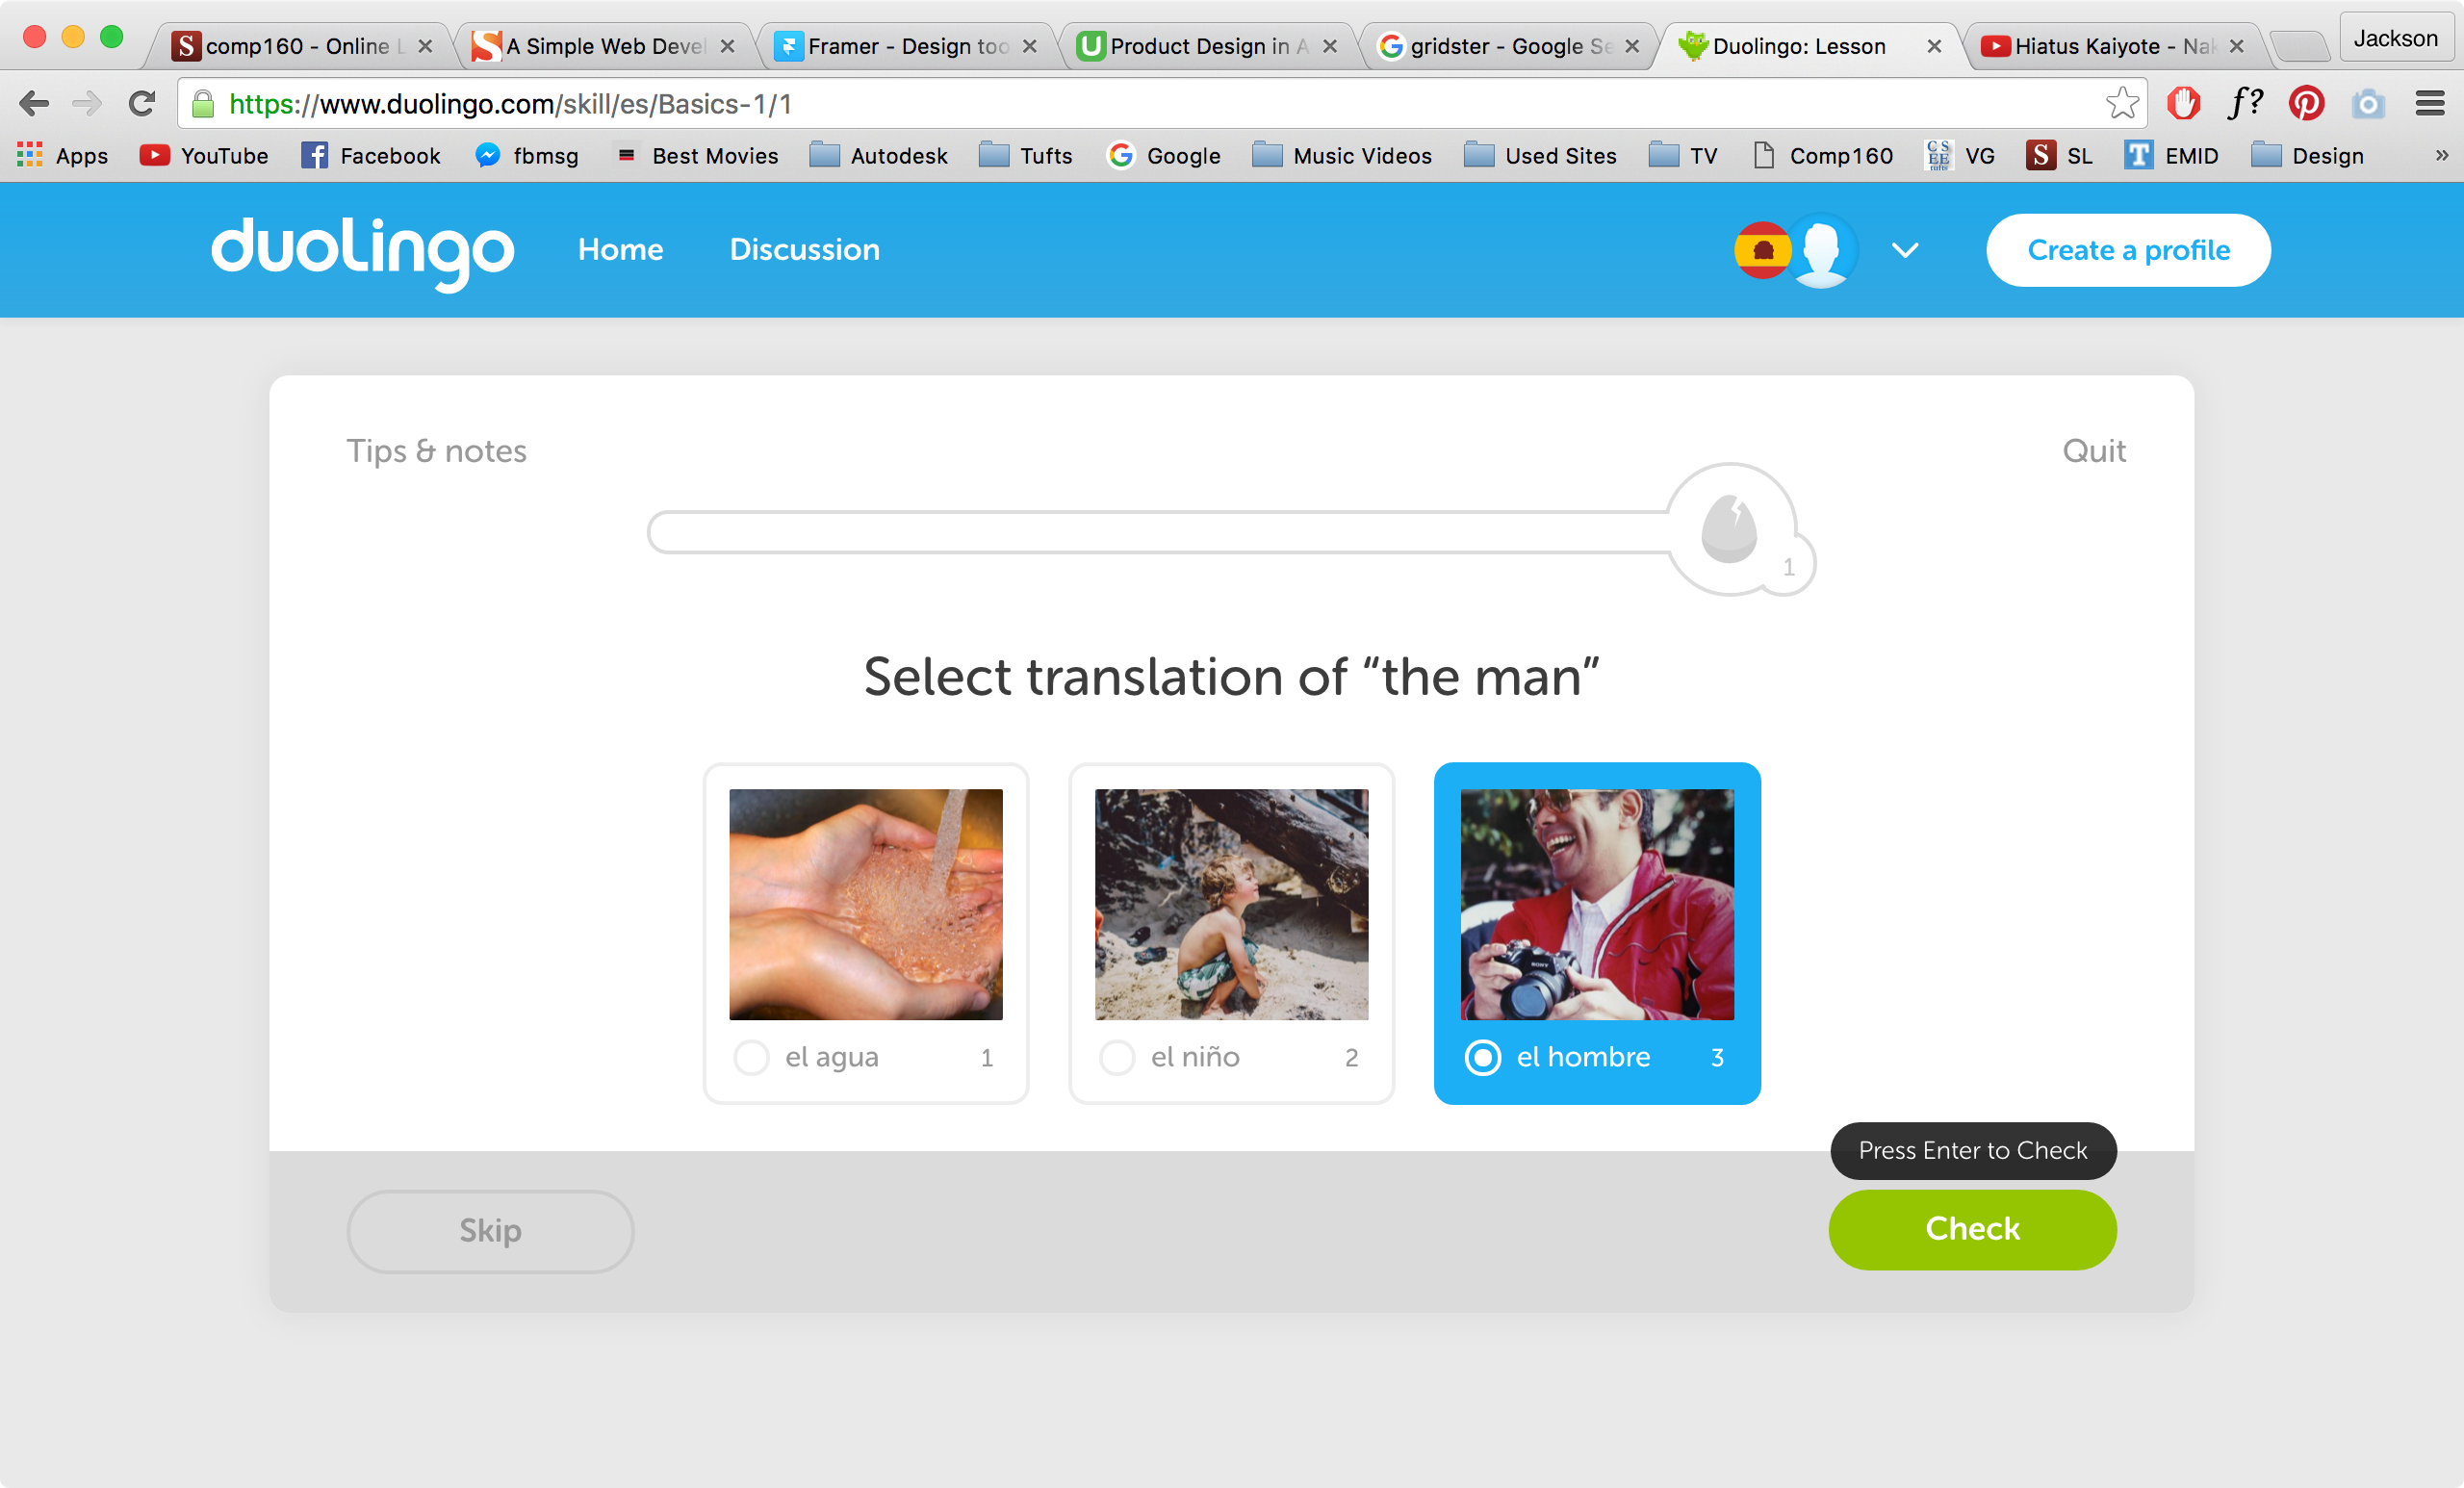 comp160 - Online
A Simple Web Devel
Framer - Design too
Product Design in A
gridster - Google Se
Duolingo: Lesson
Hiatus Kaiyote - Nak
Jackson
https://www.duolingo.com/skill/es/Basics-1/1
f?
Apps YouTube Facebook fbmsg Best Movies Autodesk Tufts Google Music Videos Used Sites TV Comp160 VG SL EMID Design »
duolingo Home Discussion Create a profile
Tips & notes Quit
1
Select translation of “the man”
SONY
el agua 1 el niño 2 el hombre 3
Press Enter to Check
Skip Check